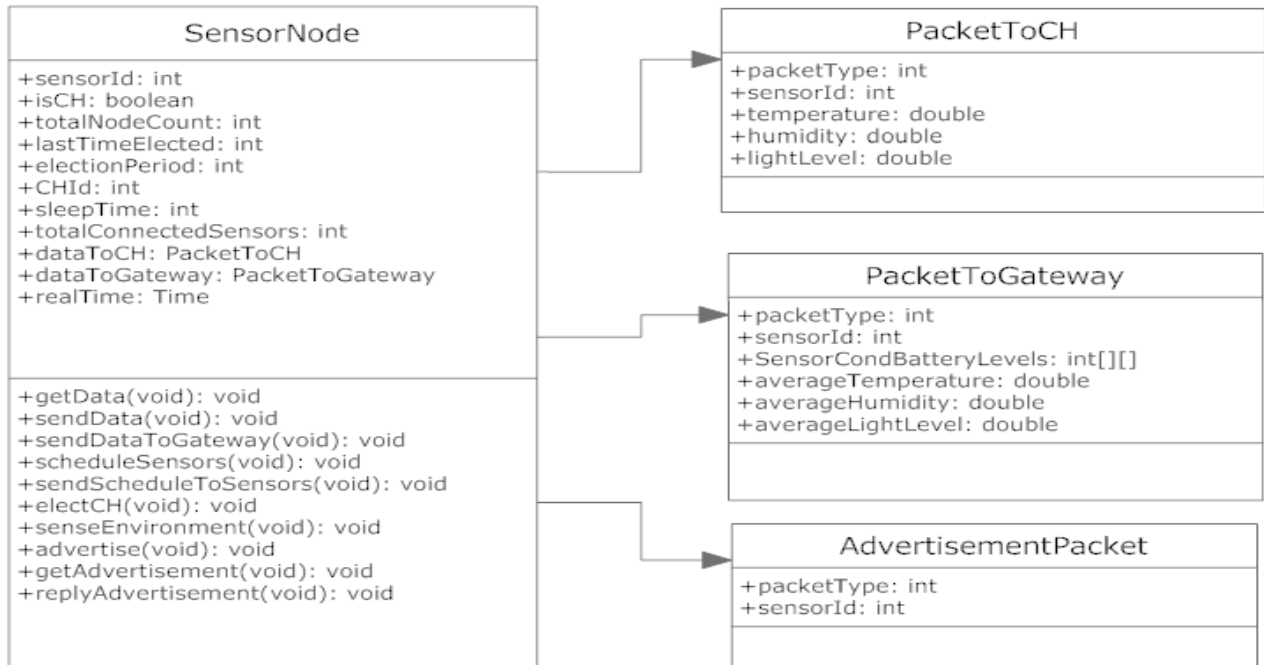 SensorNode
+sensorId: int
+isCH: boolean
+totalNodeCount: int
+lastTimeElected: int
+electionPeriod: int
+CHId: int
+sleepTime: int
+totalConnectedSensors: int
+dataToCH: PacketToCH
+dataToGateway: PacketToGateway
+realTime: Time
+getData(void): void
+sendData(void): void
+sendDataToGateway(void): void
+scheduleSensors(void): void
+sendScheduleToSensors(void): void
+electCH(void): void
+senseEnvironment(void): void
+advertise(void): void
+getAdvertisement(void): void
+replyAdvertisement(void): void
PacketToCH
+packetType: int
+sensorId: int
+temperature: double
+humidity: double
+lightLevel: double
PacketToGateway
+packetType: int
+sensorId: int
+SensorCondBatteryLevels: int[][]
+averageTemperature: double
+averageHumidity: double
+averageLightLevel: double
AdvertisementPacket
+packetType: int
+sensorId: int